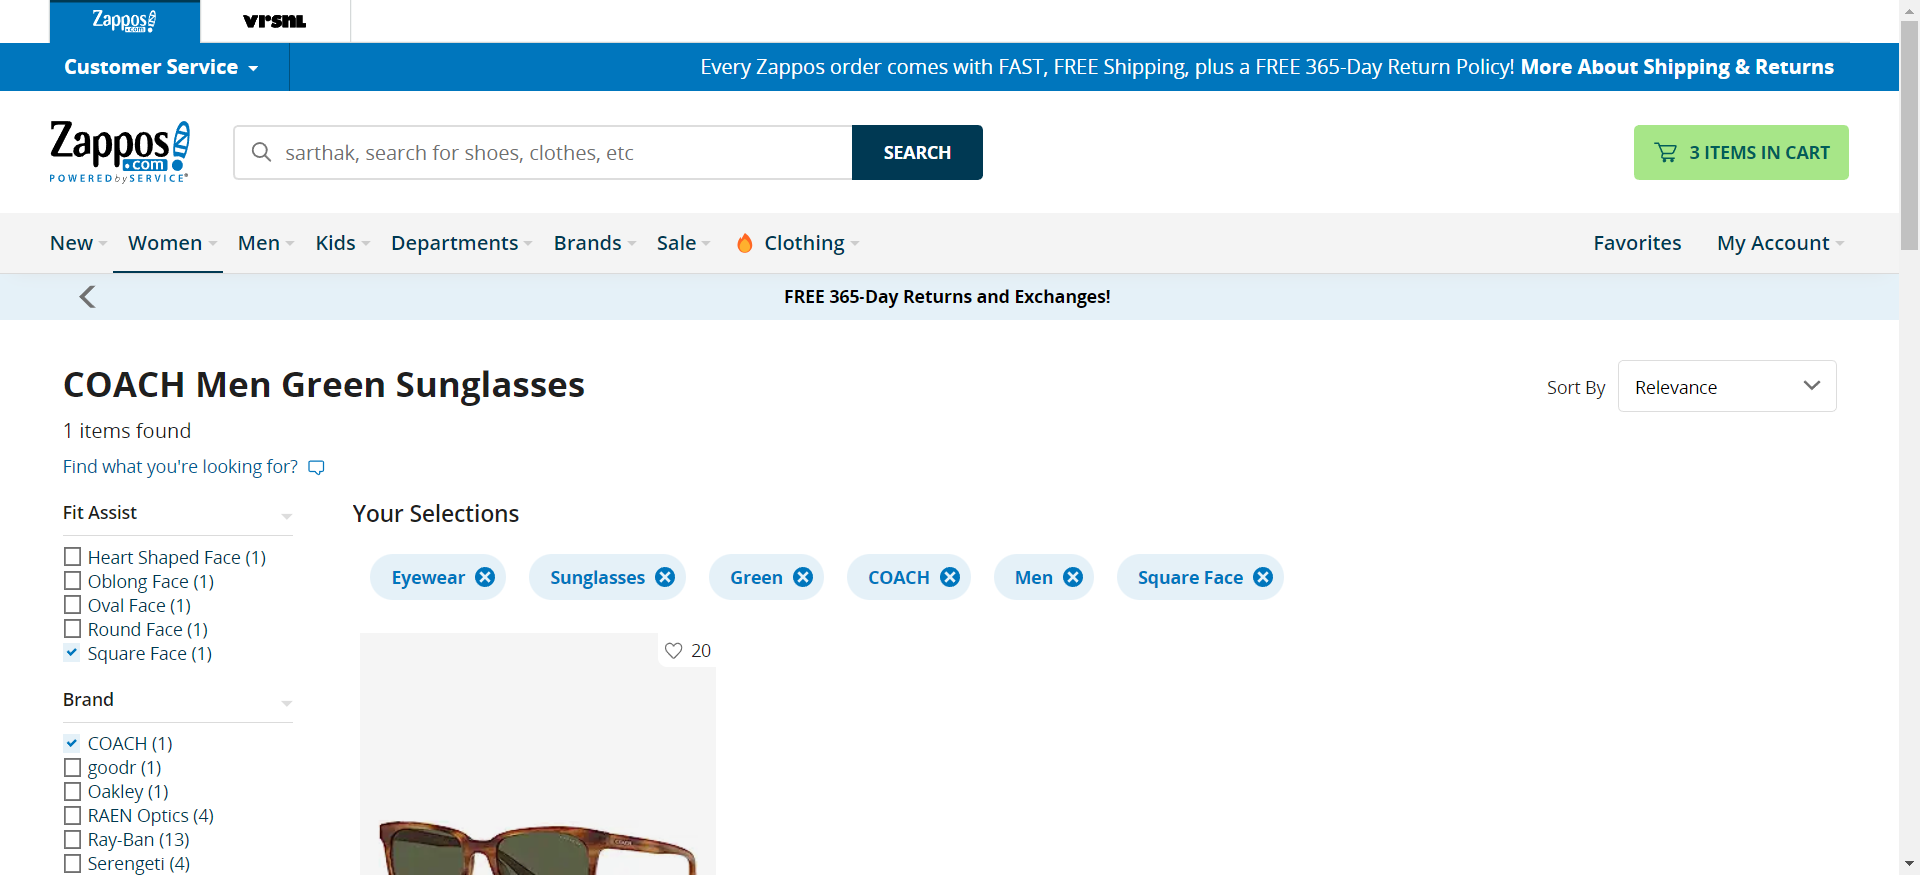 Zappos.com
vrsnl
Customer Service
Every Zappos order comes with FAST, FREE Shipping, plus a FREE 365-Day Return Policy! More About Shipping & Returns
Zappos.com
POWERED by SERVICE®
sarthak, search for shoes, clothes, etc
SEARCH
3 ITEMS IN CART
New Women Men Kids Departments Brands Sale Clothing Favorites My Account
FREE 365-Day Returns and Exchanges!
COACH Men Green Sunglasses
Sort By Relevance
1 items found
Find what you're looking for?
Fit Assist
Heart Shaped Face (1)
Oblong Face (1)
Oval Face (1)
Round Face (1)
Square Face (1)
Brand
COACH (1)
goodr (1)
Oakley (1)
RAEN Optics (4)
Ray-Ban (13)
Serengeti (4)
Your Selections
Eyewear Sunglasses Green COACH Men Square Face
20
COACH